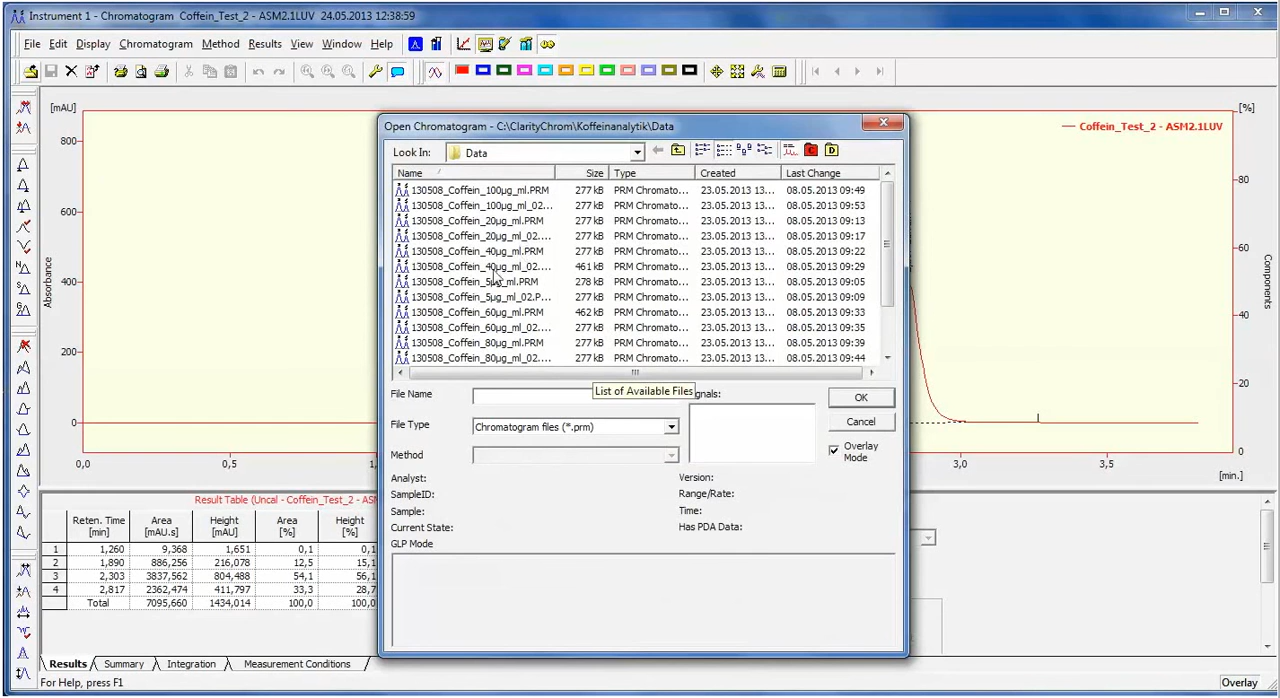 Instrument 1 - Chromatogram Coffein_Test_2 - ASM2.1LUV 24.05.2013 12:38:59
File Edit Display Chromatogram Method Results View Window Help
[mAU]
[%]
Coffein_Test_2 - ASM2.1LUV
800
600
400
200
0
Absorbance
80
60
40
20
0
Components
0,0 0,5 1, 3,0 3,5 [min.]
Open Chromatogram - C:\ClarityChrom\Koffeinanalytik\Data
Look In: Data
Name Size Type Created Last Change
130508_Coffein_100µg_ml.PRM 277 kB PRM Chromato... 23.05.2013 13... 08.05.2013 09:49
130508_Coffein_100µg_ml_02... 277 kB PRM Chromato... 23.05.2013 13... 08.05.2013 09:53
130508_Coffein_20µg_ml.PRM 277 kB PRM Chromato... 23.05.2013 13... 08.05.2013 09:13
130508_Coffein_20µg_ml_02.... 277 kB PRM Chromato... 23.05.2013 13... 08.05.2013 09:17
130508_Coffein_40µg_ml.PRM 277 kB PRM Chromato... 23.05.2013 13... 08.05.2013 09:22
130508_Coffein_40µg_ml_02.... 461 kB PRM Chromato... 23.05.2013 13... 08.05.2013 09:29
130508_Coffein_5µg_ml.PRM 278 kB PRM Chromato... 23.05.2013 13... 08.05.2013 09:05
130508_Coffein_5µg_ml_02.P... 277 kB PRM Chromato... 23.05.2013 13... 08.05.2013 09:09
130508_Coffein_60µg_ml.PRM 462 kB PRM Chromato... 23.05.2013 13... 08.05.2013 09:33
130508_Coffein_60µg_ml_02.... 277 kB PRM Chromato... 23.05.2013 13... 08.05.2013 09:35
130508_Coffein_80µg_ml.PRM 277 kB PRM Chromato... 23.05.2013 13... 08.05.2013 09:39
130508_Coffein_80µg_ml_02.... 277 kB PRM Chromato... 23.05.2013 13... 08.05.2013 09:44
List of Available Files
File Name gnals: OK
File Type Chromatogram files (*.prm) Cancel
Method Overlay Mode
Analyst: Version:
SampleID: Range/Rate:
Sample: Time:
Current State: Has PDA Data:
GLP Mode
Result Table (Uncal - Coffein_Test_2 - ASM
Reten. Time [min] Area [mAU.s] Height [mAU] Area [%] Height [%]
1 1,260 9,368 1,651 0,1 0,1
2 1,890 886,256 216,078 12,5 15,1
3 2,303 3837,562 804,488 54,1 56,1
4 2,817 2362,474 411,797 33,3 28,7
Total 7095,660 1434,014 100,0 100,0
Results Summary Integration Measurement Conditions
For Help, press F1 Overlay